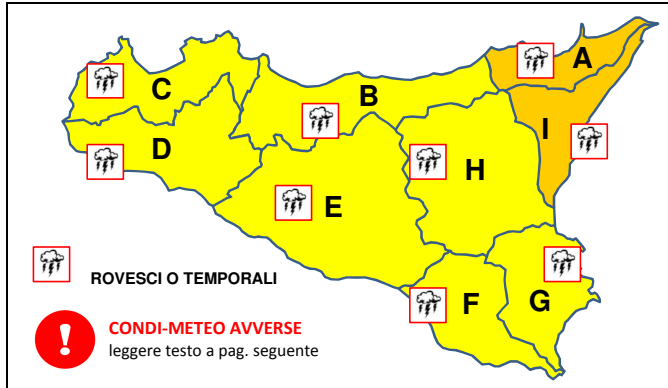 A
C
B
I
D
H
E
ROVESCI O TEMPORALI
F
G
!
CONDI-METEO AVVERSE
leggere testo a pag. seguente